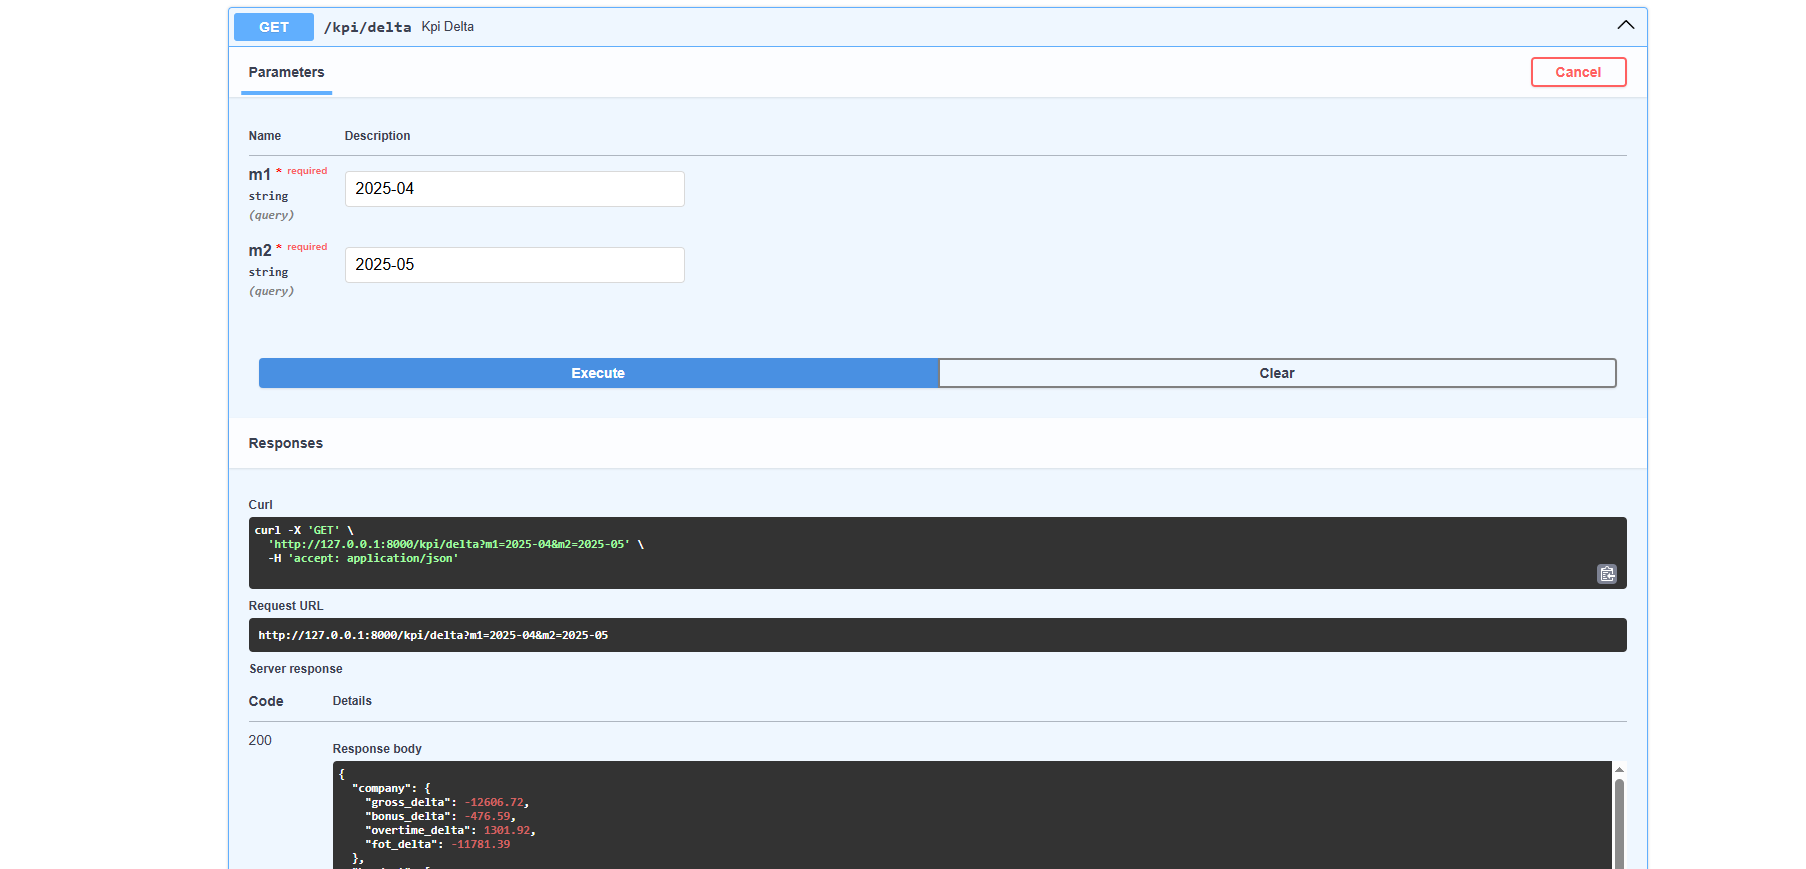 GET /kpi/delta Kpi Delta
Parameters
Cancel
Name Description
m1 * required
string
(query)
2025-04
m2 * required
string
(query)
2025-05
Execute
Clear
Responses
Curl
curl -X 'GET' \
'http://127.0.0.1:8000/kpi/delta?m1=2025-04&m2=2025-05' \
-H 'accept: application/json'
Request URL
http://127.0.0.1:8000/kpi/delta?m1=2025-04&m2=2025-05
Server response
Code Details
200
Response body
{
"company": {
"gross_delta": -12606.72,
"bonus_delta": -476.59,
"overtime_delta": 1301.92,
"fot_delta": -11781.39
},